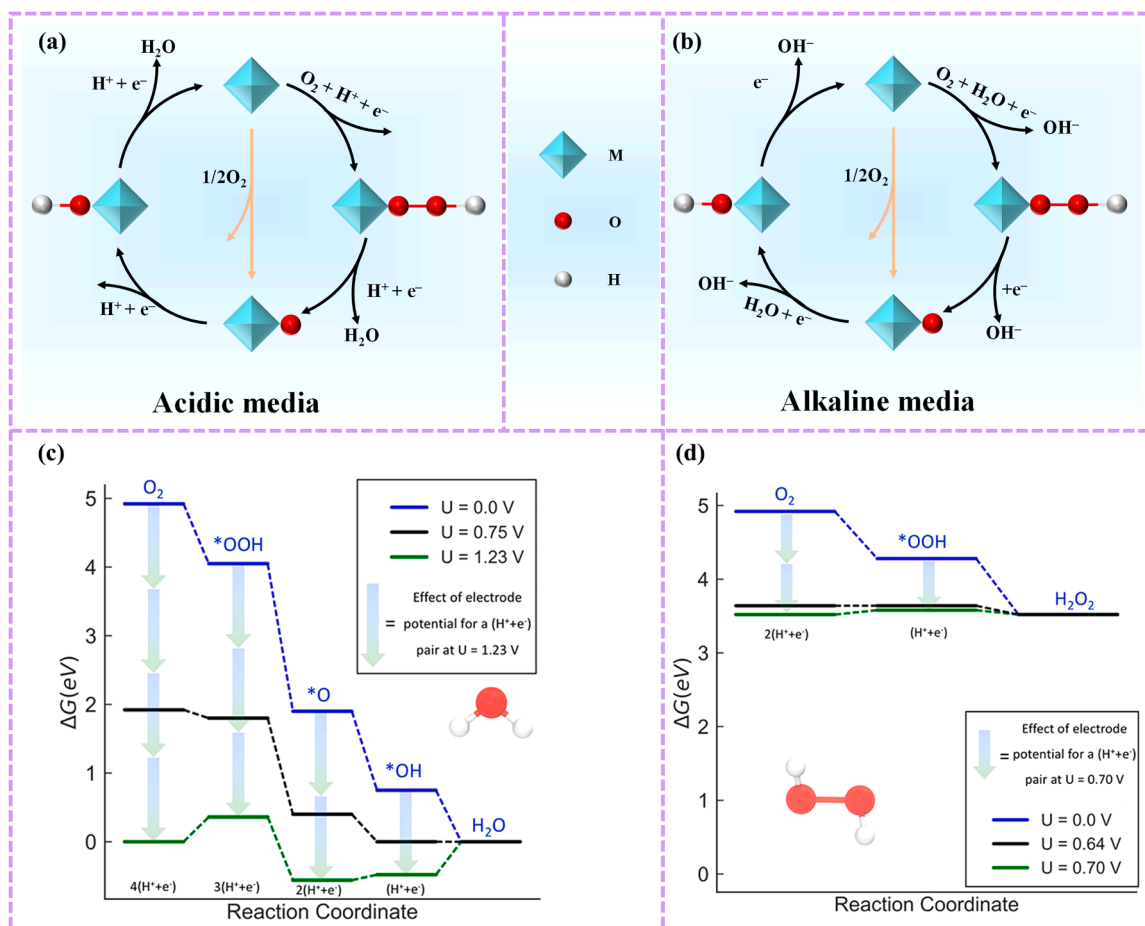 (a)
H₂O
H⁺ + e⁻
O₂ + H⁺ + e⁻
1/2O₂
H⁺ + e⁻
H⁺ + e⁻
H₂O
Acidic media
M
O
H
(b)
OH⁻
e⁻
O₂ + H₂O + e⁻
OH⁻
1/2O₂
OH⁻
H₂O + e⁻
+e⁻
OH⁻
Alkaline media
(c)
ΔG(eV)
5
4
3
2
1
0
O₂
*OOH
*O
*OH
H₂O
U = 0.0 V
U = 0.75 V
U = 1.23 V
Effect of electrode
= potential for a (H⁺+e⁻)
pair at U = 1.23 V
4(H⁺+e⁻)
3(H⁺+e⁻)
2(H⁺+e⁻)
(H⁺+e⁻)
Reaction Coordinate
(d)
ΔG(eV)
5
4
3
2
1
0
O₂
*OOH
H₂O₂
2(H⁺+e⁻)
(H⁺+e⁻)
Effect of electrode
= potential for a (H⁺+e⁻)
pair at U = 0.70 V
U = 0.0 V
U = 0.64 V
U = 0.70 V
Reaction Coordinate